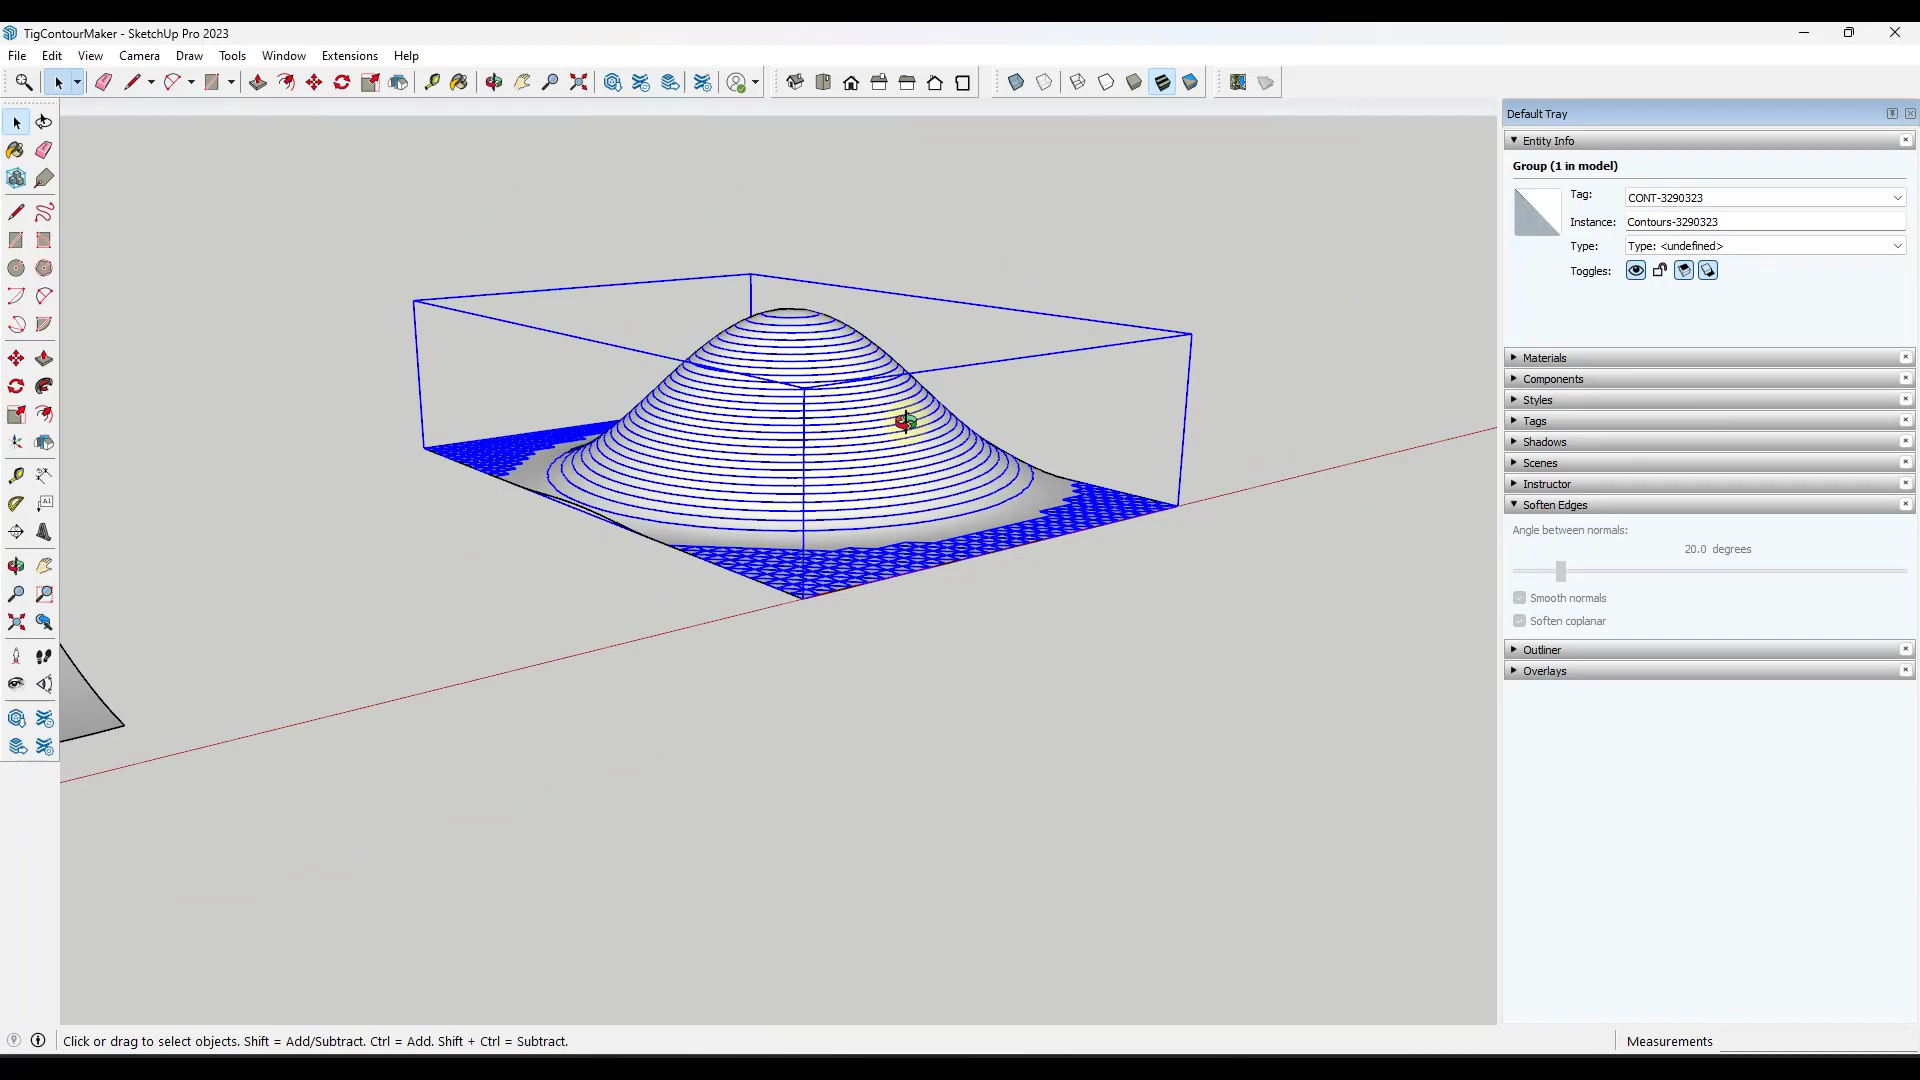 TigContourMaker - SketchUp Pro 2023
File Edit View Camera Draw Tools Window Extensions Help
Default Tray
Entity Info
Group (1 in model)
Tag: CONT-3290323
Instance: Contours-3290323
Type: Type: <undefined>
Toggles:
Materials
Components
Styles
Tags
Shadows
Scenes
Instructor
Soften Edges
Angle between normals:
20.0 degrees
Smooth normals
Soften coplanar
Outliner
Overlays
Click or drag to select objects. Shift = Add/Subtract. Ctrl = Add. Shift + Ctrl = Subtract.
Measurements